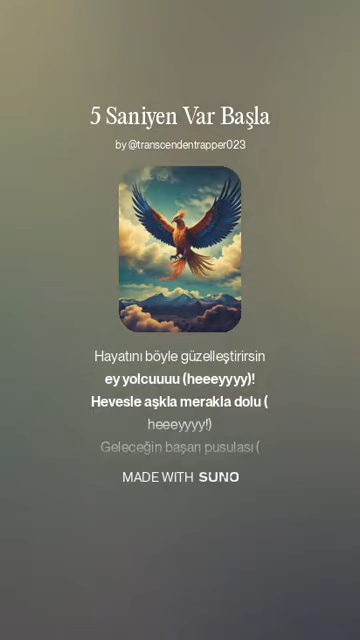 5 Saniyen Var Başla
by @transcendentrapper023
Hayatını böyle güzelleştirirsin
ey yolcuuuu (heeeyyyy)!
Hevesle aşkla merakla dolu (
heeeyyyy!)
Geleceğin başarı pusulası (
MADE WITH SUNO